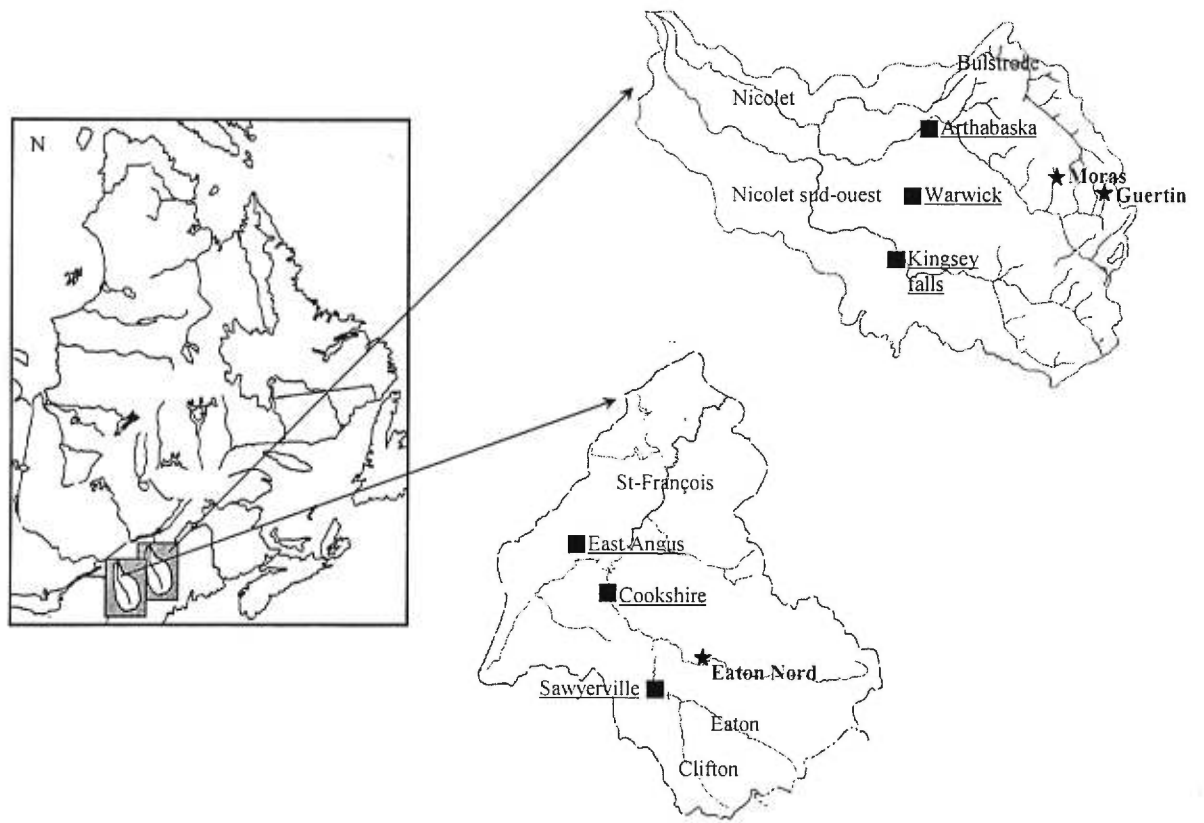 N
Bulstrode
Nicolet
Arthabaska
Moras
Nicolet sud-ouest
Warwick
Guertin
Kingsey
falls
St-François
East Angus
Cookshire
Eaton Nord
Sawyerville
Eaton
Clifton